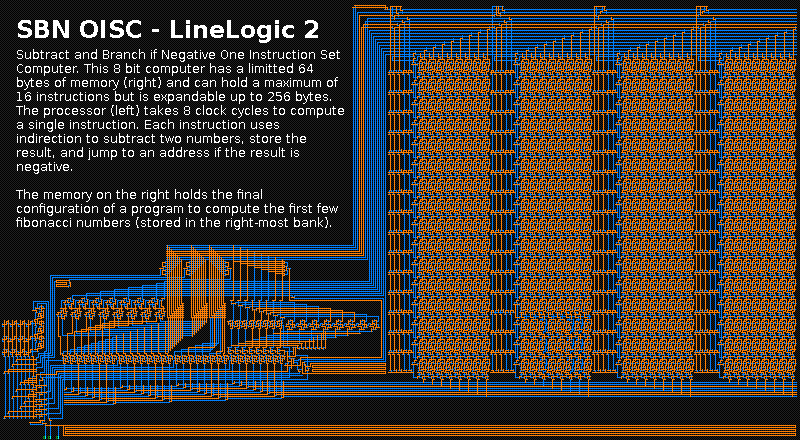 SBN OISC - LineLogic 2
Subtract and Branch if Negative One Instruction Set
Computer. This 8 bit computer has a limitted 64
bytes of memory (right) and can hold a maximum of
16 instructions but is expandable up to 256 bytes.
The processor (left) takes 8 clock cycles to compute
a single instruction. Each instruction uses
indirection to subtract two numbers, store the
result, and jump to an address if the result is
negative.
The memory on the right holds the final
configuration of a program to compute the first few
fibonacci numbers (stored in the right-most bank).